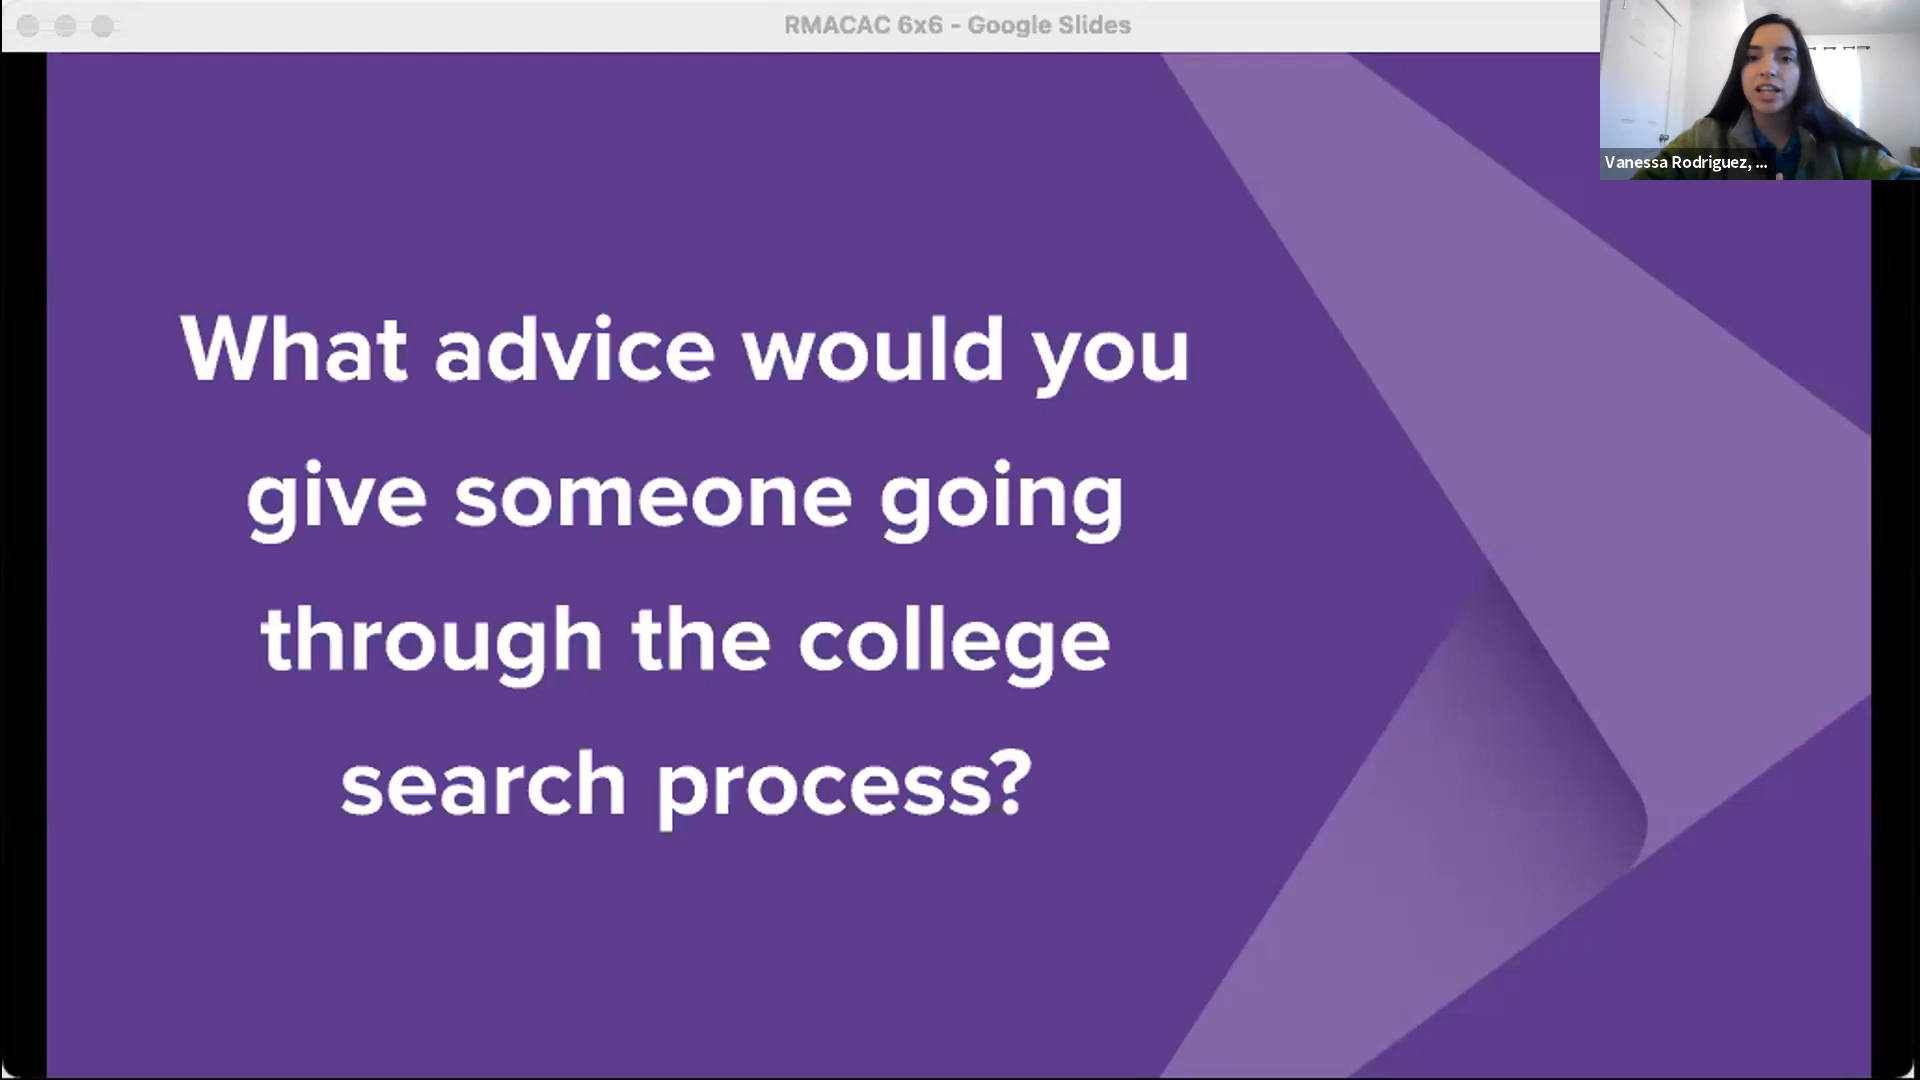 RMACAC 6x6 - Google Slides
Vanessa Rodriguez, ...
What advice would you
give someone going
through the college
search process?